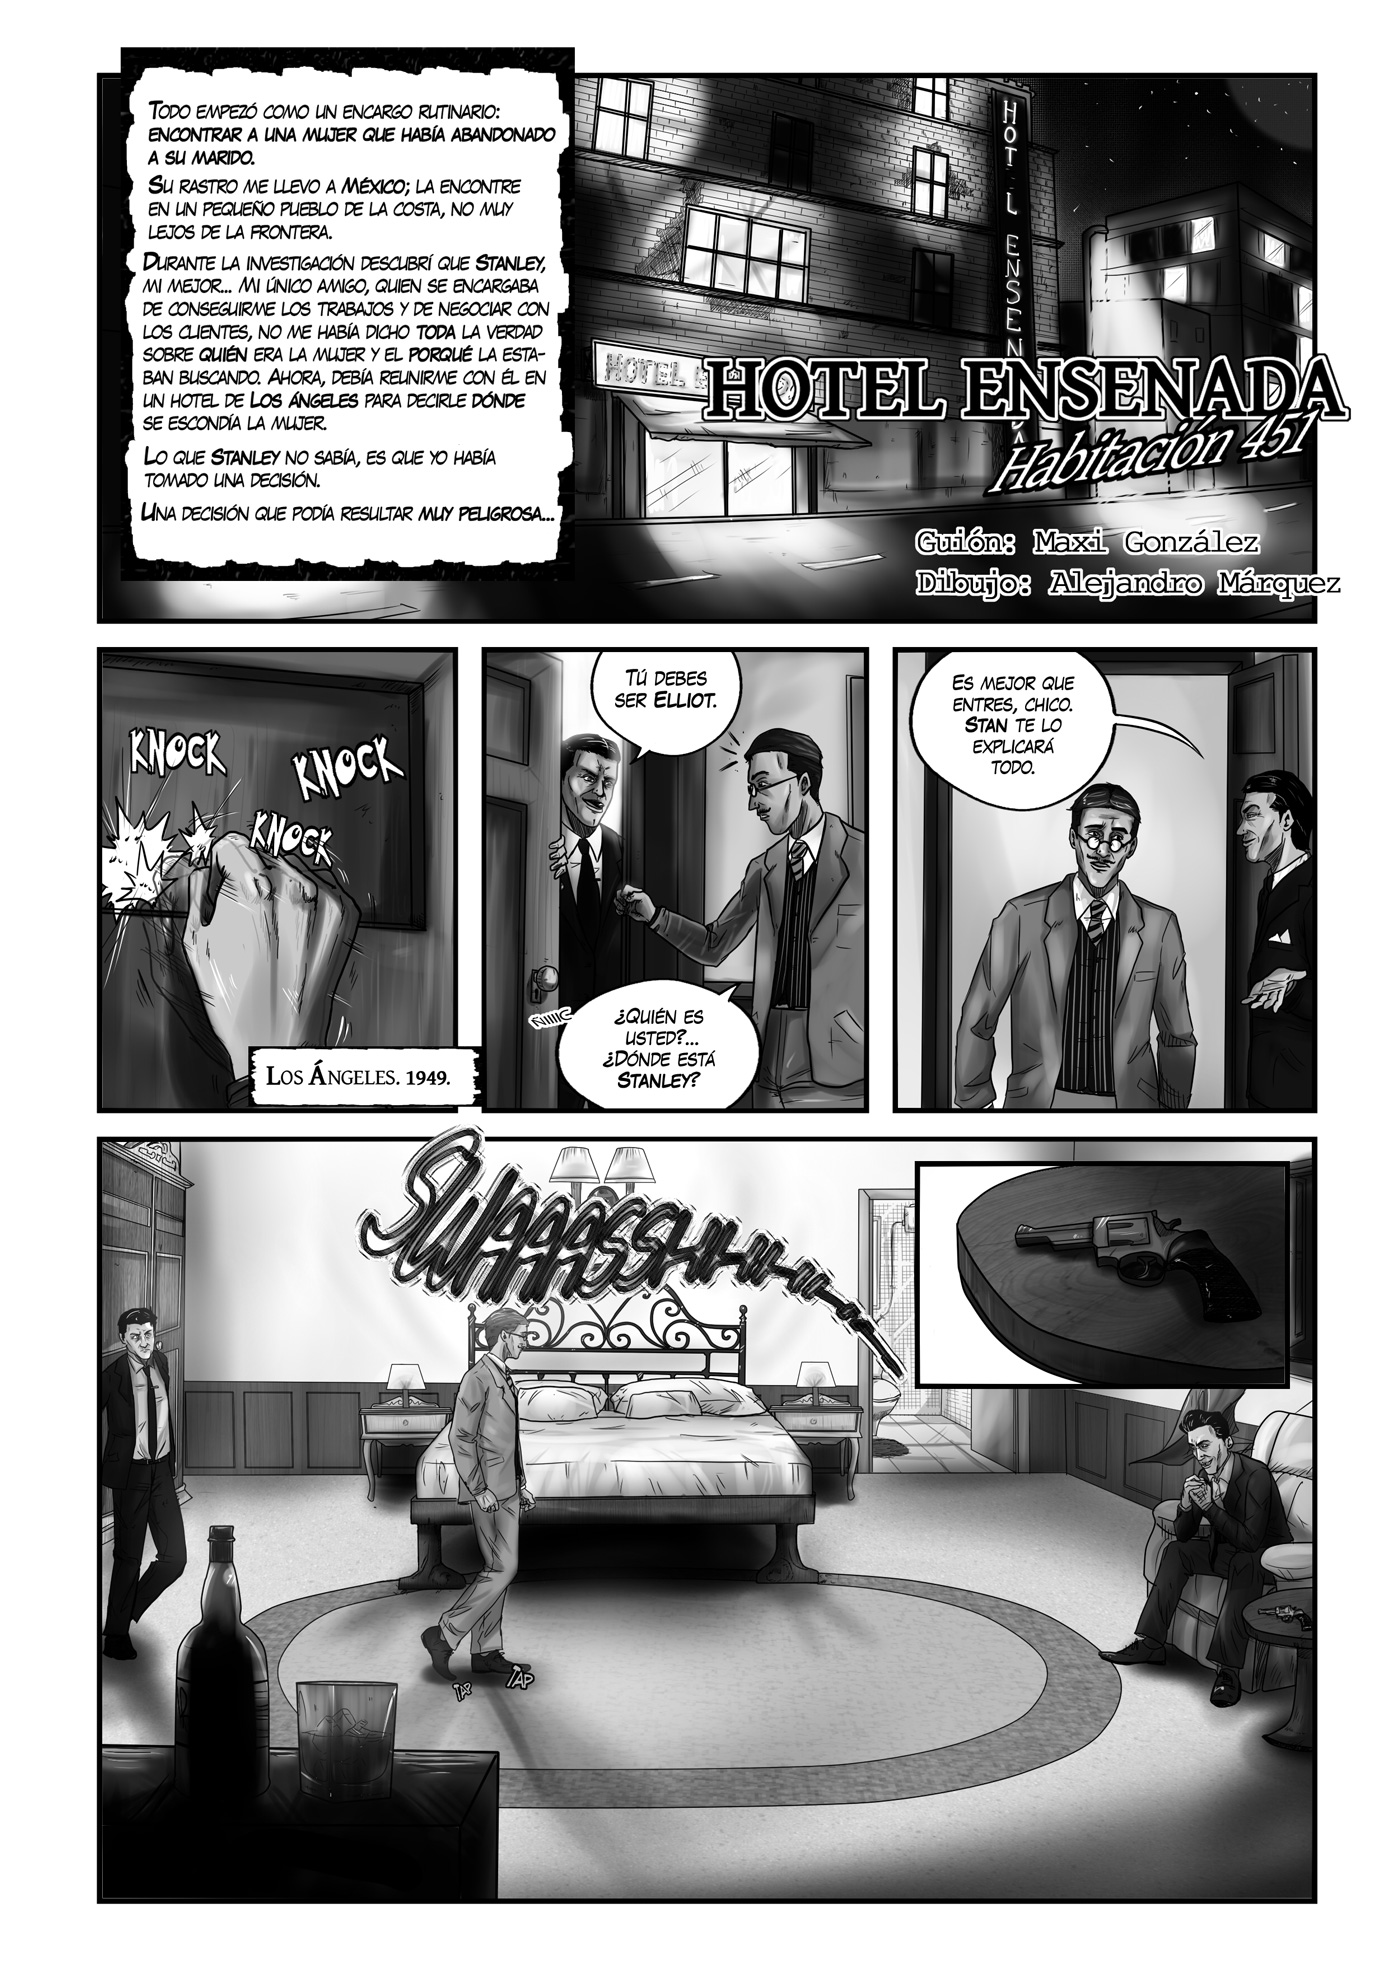 Todo empezó como un encargo rutinario:
encontrar a una mujer que había abandonado
a su marido.
Su rastro me llevo a México; la encontre
en un pequeño pueblo de la costa, no muy
lejos de la frontera.
Durante la investigación descubrí que Stanley,
mi mejor... Mi único amigo, quien se encargaba
de conseguirme los trabajos y de negociar con
los clientes, no me había dicho toda la verdad
sobre quién era la mujer y el porqué la esta-
ban buscando. Ahora, debía reunirme con él en
un hotel de Los Ángeles para decirle dónde
se escondía la mujer.
Lo que Stanley no sabía, es que yo había
tomado una decisión.
Una decisión que podía resultar muy peligrosa...
HOTEL ENSENADA
HOTEL
HOTEL ENSENADA
Habitación 451
Guión: Maxi González
Dibujo: Alejandro Márquez
KNOCK
KNOCK
KNOCK
Los Ángeles. 1949.
Tú debes
ser Elliot.
ÑIIIIC
¿Quién es
usted?...
¿Dónde está
Stanley?
Es mejor que
entres, chico.
Stan te lo
explicará
todo.
SWAAASSHHHH
TAP
TAP